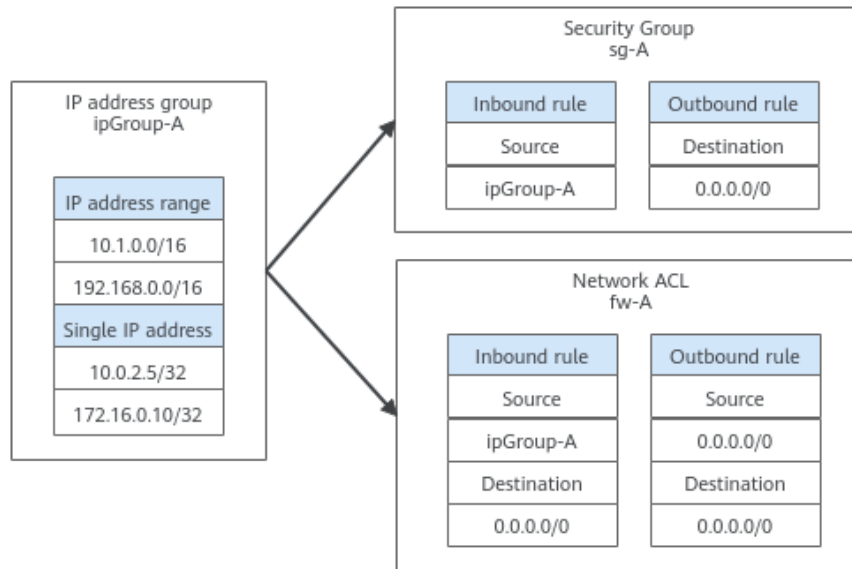 IP address group
ipGroup-A
IP address range
10.1.0.0/16
192.168.0.0/16
Single IP address
10.0.2.5/32
172.16.0.10/32
Security Group
sg-A
Inbound rule
Source
ipGroup-A
Outbound rule
Destination
0.0.0.0/0
Network ACL
fw-A
Inbound rule
Source
ipGroup-A
Destination
0.0.0.0/0
Outbound rule
Source
0.0.0.0/0
Destination
0.0.0.0/0